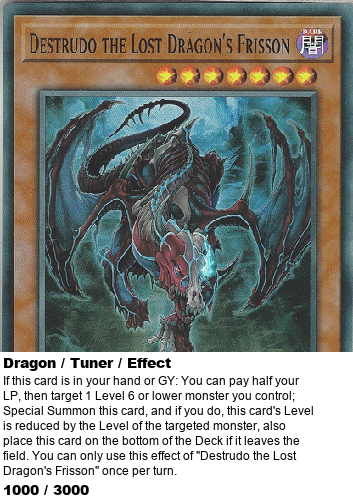 Destrudo the Lost Dragon's Frisson
DARK
闇
Dragon / Tuner / Effect
If this card is in your hand or GY: You can pay half your
LP, then target 1 Level 6 or lower monster you control;
Special Summon this card, and if you do, this card's Level
is reduced by the Level of the targeted monster, also
place this card on the bottom of the Deck if it leaves the
field. You can only use this effect of "Destrudo the Lost
Dragon's Frisson" once per turn.
1000 / 3000